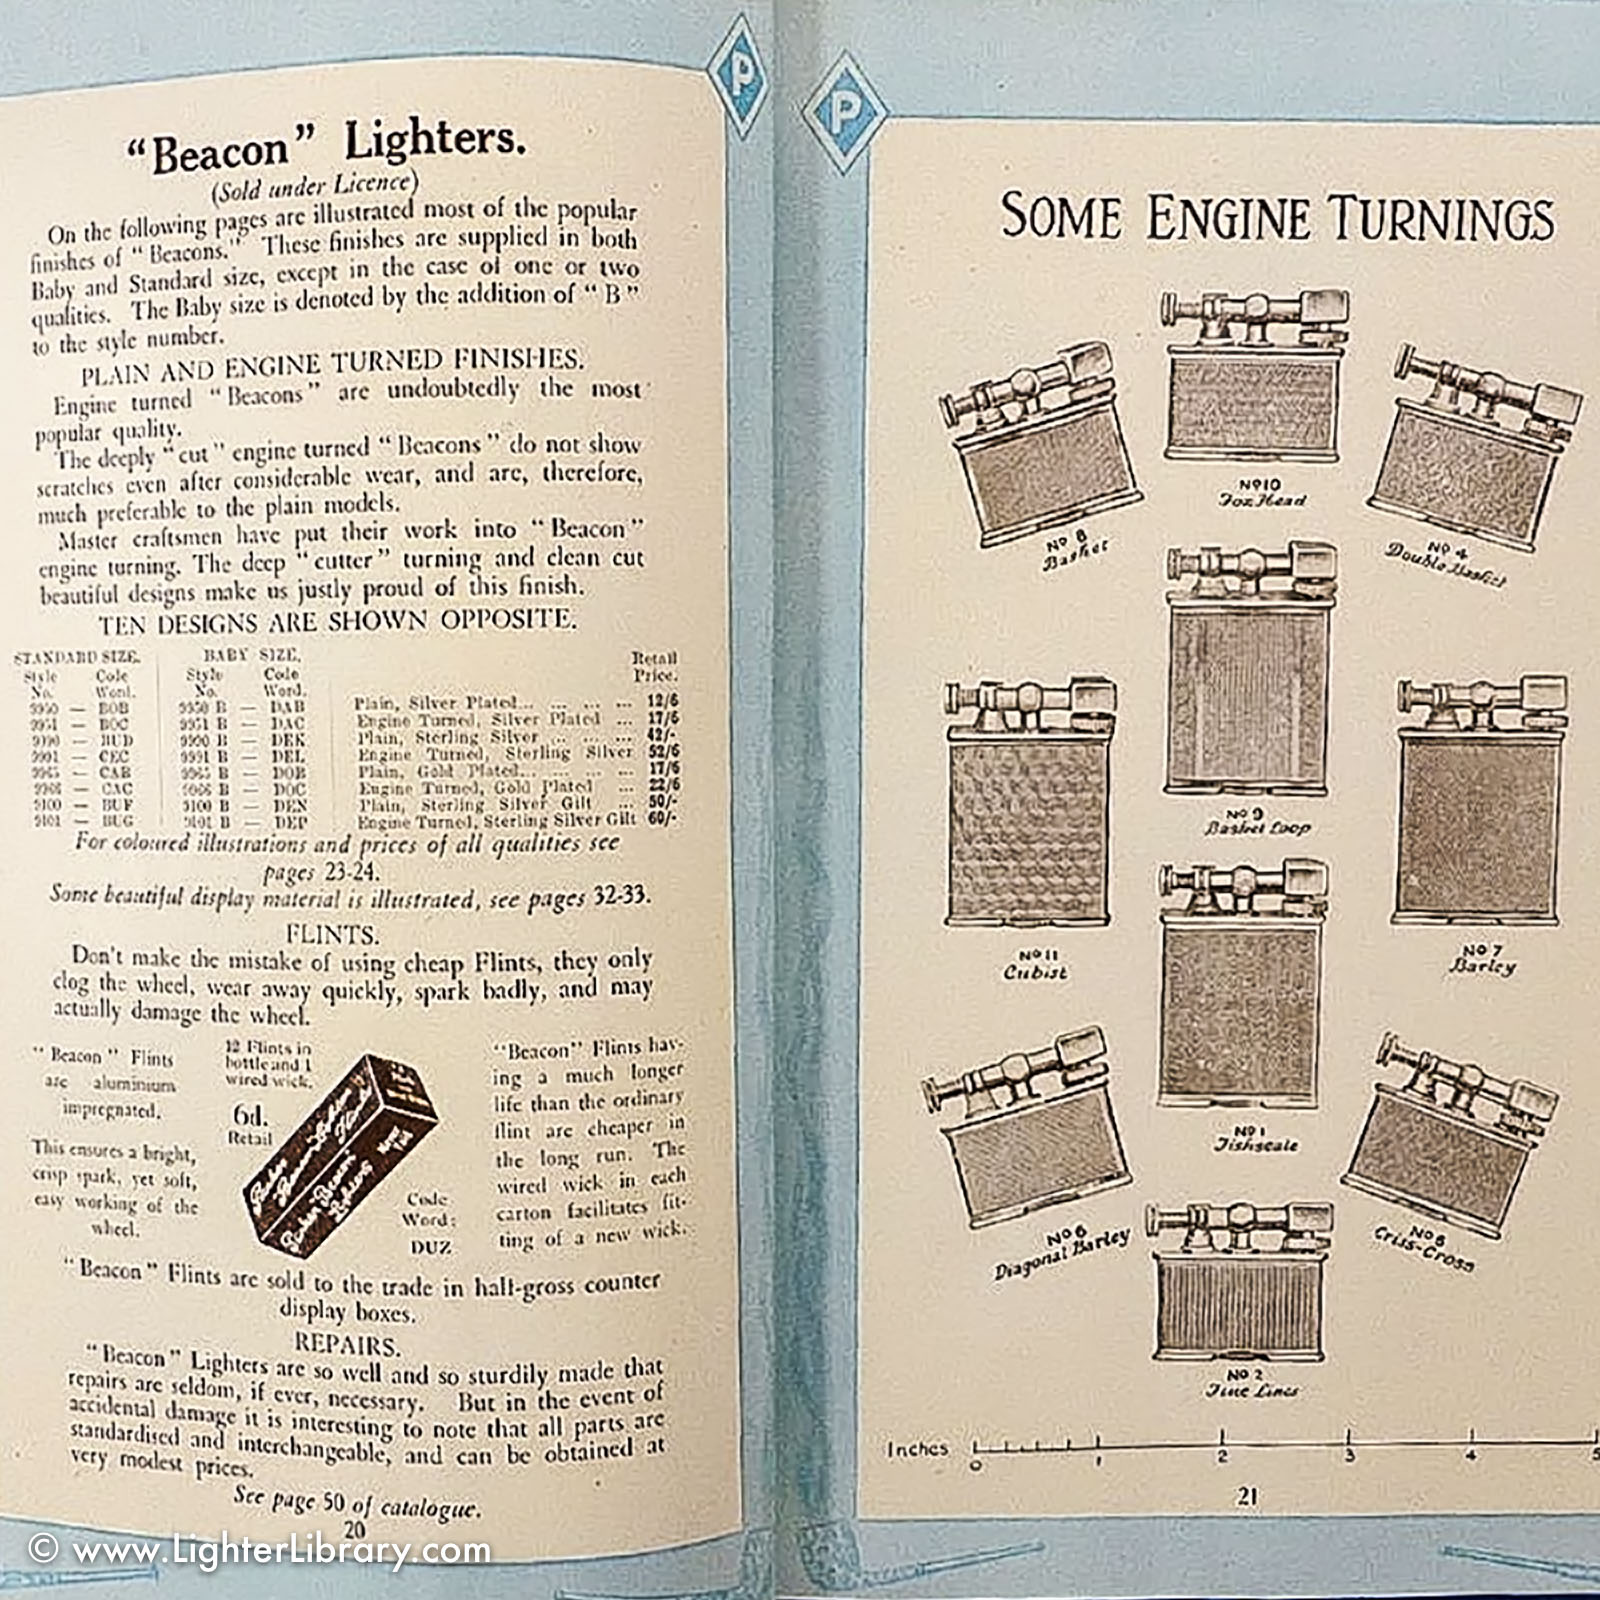 P
"Beacon" Lighters.
(Sold under Licence)
On the following pages are illustrated most of the popular
finishes of "Beacons." These finishes are supplied in both
Baby and Standard size, except in the case of one or two
qualities. The Baby size is denoted by the addition of "B"
to the style number.
PLAIN AND ENGINE TURNED FINISHES.
Engine turned "Beacons" are undoubtedly the most
popular quality.
The deeply "cut" engine turned "Beacons" do not show
scratches even after considerable wear, and are, therefore,
much preferable to the plain models.
Master craftsmen have put their work into "Beacon"
engine turning. The deep "cutter" turning and clean cut
beautiful designs make us justly proud of this finish.
TEN DESIGNS ARE SHOWN OPPOSITE.
STANDARD SIZE. BABY SIZE. Retail
Style Code Style Code Price.
No. Word. No. Word.
— BOB B — DAB Plain, Silver Plated... ... ... ... 12/6
— BOC 9951 B — DAC Engine Turned, Silver Plated ... 17/6
— BUD B — DEK Plain, Sterling Silver ... ... ... 42/-
— CEC 9991 B — DEL Engine Turned, Sterling Silver 52/6
— CAB B — DOB Plain, Gold Plated... ... ... ... 17/6
— CAC B — DOC Engine Turned, Gold Plated ... 22/6
— BUF B — DEN Plain, Sterling Silver Gilt ... 50/-
— BUG B — DEP Engine Turned, Sterling Silver Gilt 60/-
For coloured illustrations and prices of all qualities see
pages 23-24.
Some beautiful display material is illustrated, see pages 32-33.
FLINTS.
Don't make the mistake of using cheap Flints, they only
clog the wheel, wear away quickly, spark badly, and may
actually damage the wheel.
"Beacon" Flints
are aluminium
impregnated.
This ensures a bright,
crisp spark, yet soft,
easy working of the
wheel.
12 Flints in
bottle and 1
wired wick.
6d.
Retail
Code
Word:
DUZ
"Beacon" Flints hav-
ing a much longer
life than the ordinary
flint are cheaper in
the long run. The
wired wick in each
carton facilitates fit-
ting of a new wick.
"Beacon" Flints are sold to the trade in half-gross counter
display boxes.
REPAIRS.
"Beacon" Lighters are so well and so sturdily made that
repairs are seldom, if ever, necessary. But in the event of
accidental damage it is interesting to note that all parts are
standardised and interchangeable, and can be obtained at
very modest prices.
See page 50 of catalogue.
20
© www.LighterLibrary.com
P
SOME ENGINE TURNINGS
No 10
Fox Head
No 8
Basket
No 4
Double Basket
No 9
Basket Loop
No 11
Cubist
No 7
Barley
No 1
Fishscale
No 6
Diagonal Barley
Criss-Cross
No 2
Fine Lines
Inches 0 1 2 3 4 5
21